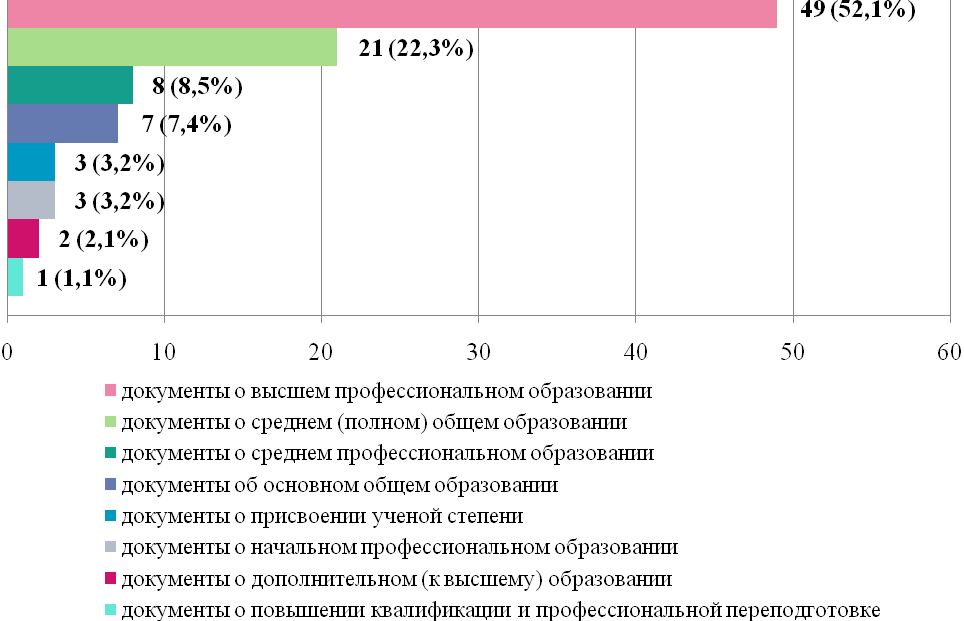 49 (52,1%)
21 (22,3%)
8 (8,5%)
7 (7,4%)
3 (3,2%)
3 (3,2%)
2 (2,1%)
1 (1,1%)
0 10 20 30 40 50 60
документы о высшем профессиональном образовании
документы о среднем (полном) общем образовании
документы о среднем профессиональном образовании
документы об основном общем образовании
документы о присвоении ученой степени
документы о начальном профессиональном образовании
документы о дополнительном (к высшему) образовании
документы о повышении квалификации и профессиональной переподготовке